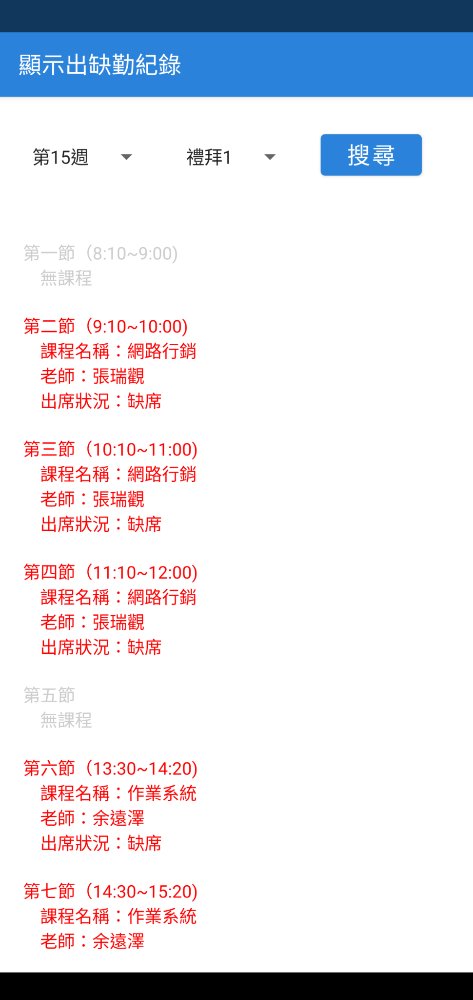 顯示出缺勤紀錄
第15週 禮拜1 搜尋
第一節（8:10~9:00)
無課程
第二節（9:10~10:00)
課程名稱：網路行銷
老師：張瑞觀
出席狀況：缺席
第三節（10:10~11:00)
課程名稱：網路行銷
老師：張瑞觀
出席狀況：缺席
第四節（11:10~12:00)
課程名稱：網路行銷
老師：張瑞觀
出席狀況：缺席
第五節
無課程
第六節（13:30~14:20)
課程名稱：作業系統
老師：余遠澤
出席狀況：缺席
第七節（14:30~15:20)
課程名稱：作業系統
老師：余遠澤